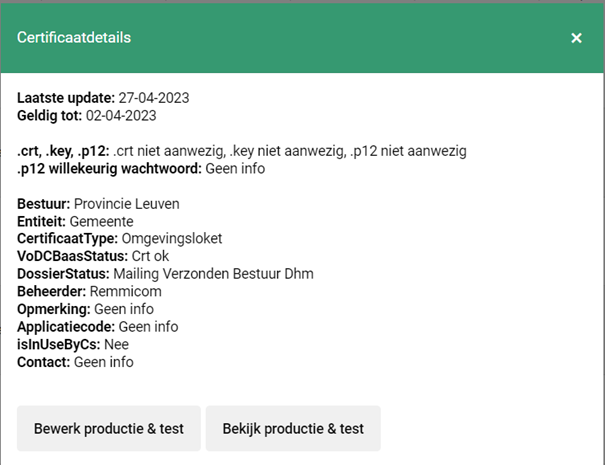 Certificaatdetails
×
Laatste update: 27-04-2023
Geldig tot: 02-04-2023
.crt, .key, .p12: .crt niet aanwezig, .key niet aanwezig, .p12 niet aanwezig
.p12 willekeurig wachtwoord: Geen info
Bestuur: Provincie Leuven
Entiteit: Gemeente
CertificaatType: Omgevingsloket
VoDCBaasStatus: Crt ok
DossierStatus: Mailing Verzonden Bestuur Dhm
Beheerder: Remmicom
Opmerking: Geen info
Applicatiecode: Geen info
isInUseByCs: Nee
Contact: Geen info
Bewerk productie & test
Bekijk productie & test